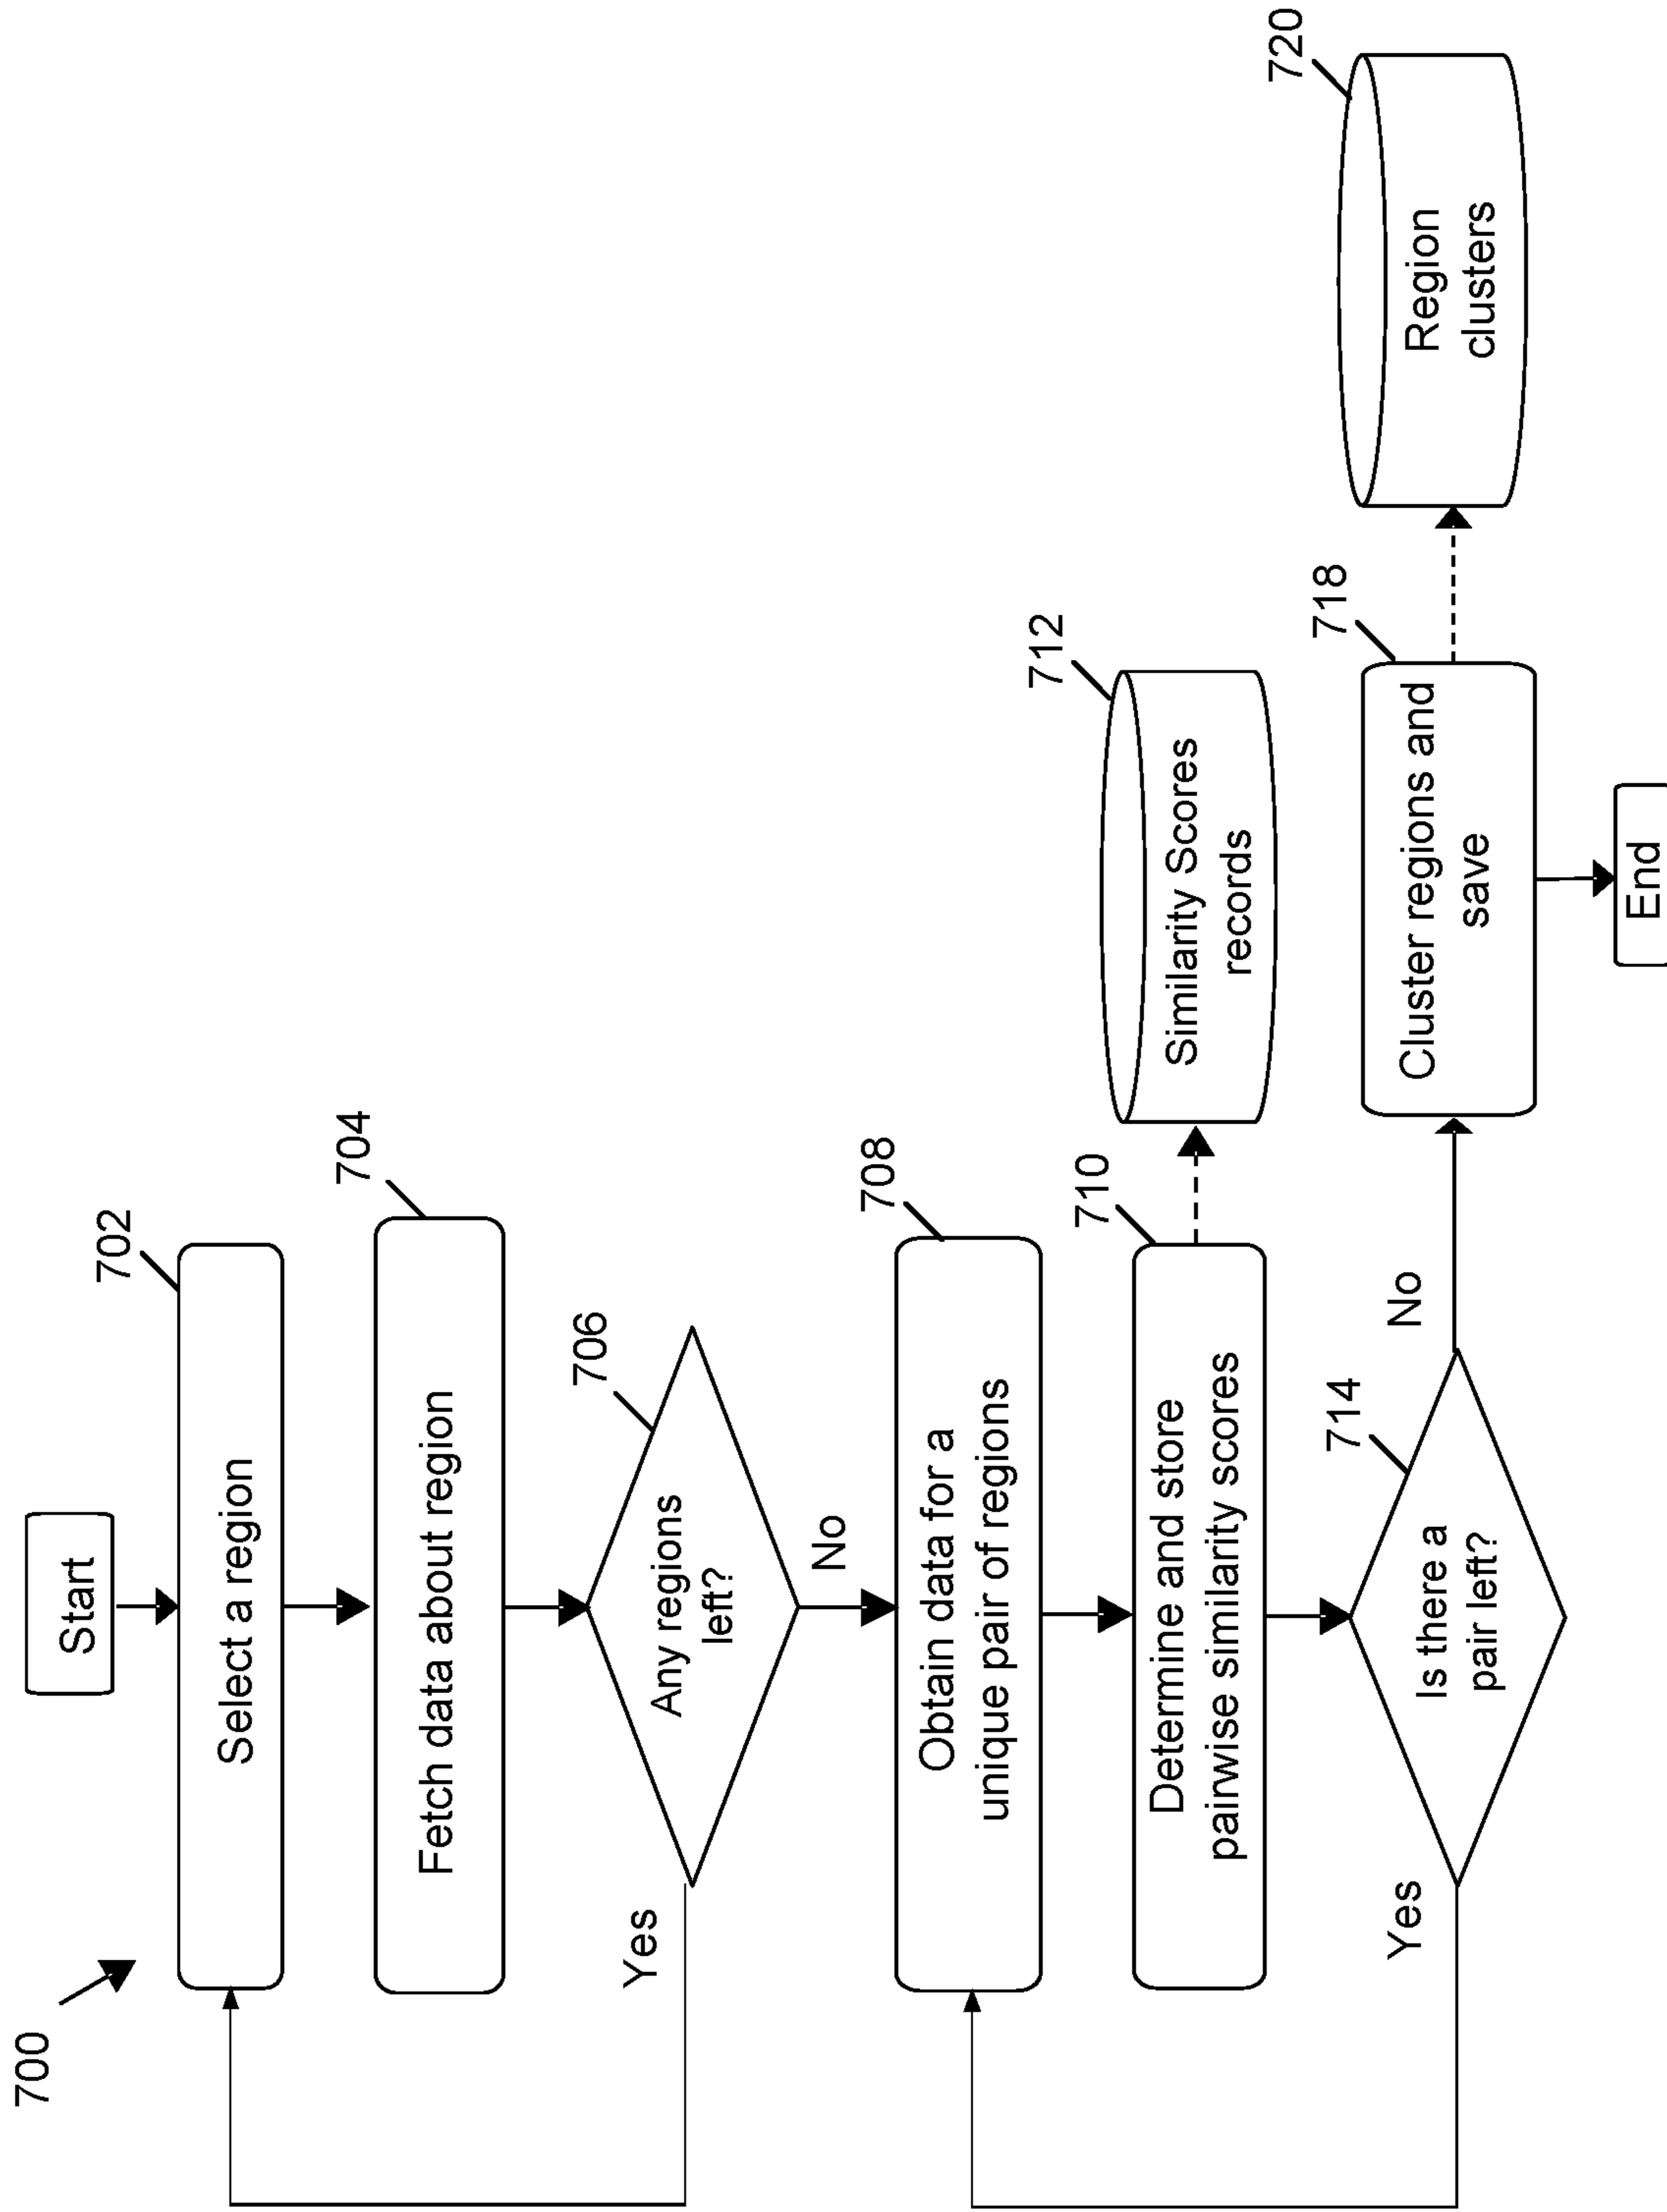 700
Start
702
Select a region
704
Fetch data about region
706
Any regions
left?
Yes
No
708
Obtain data for a
unique pair of regions
710
Determine and store
pairwise similarity scores
712
Similarity Scores
records
714
Is there a
pair left?
Yes
No
718
Cluster regions and
save
720
Region
clusters
End